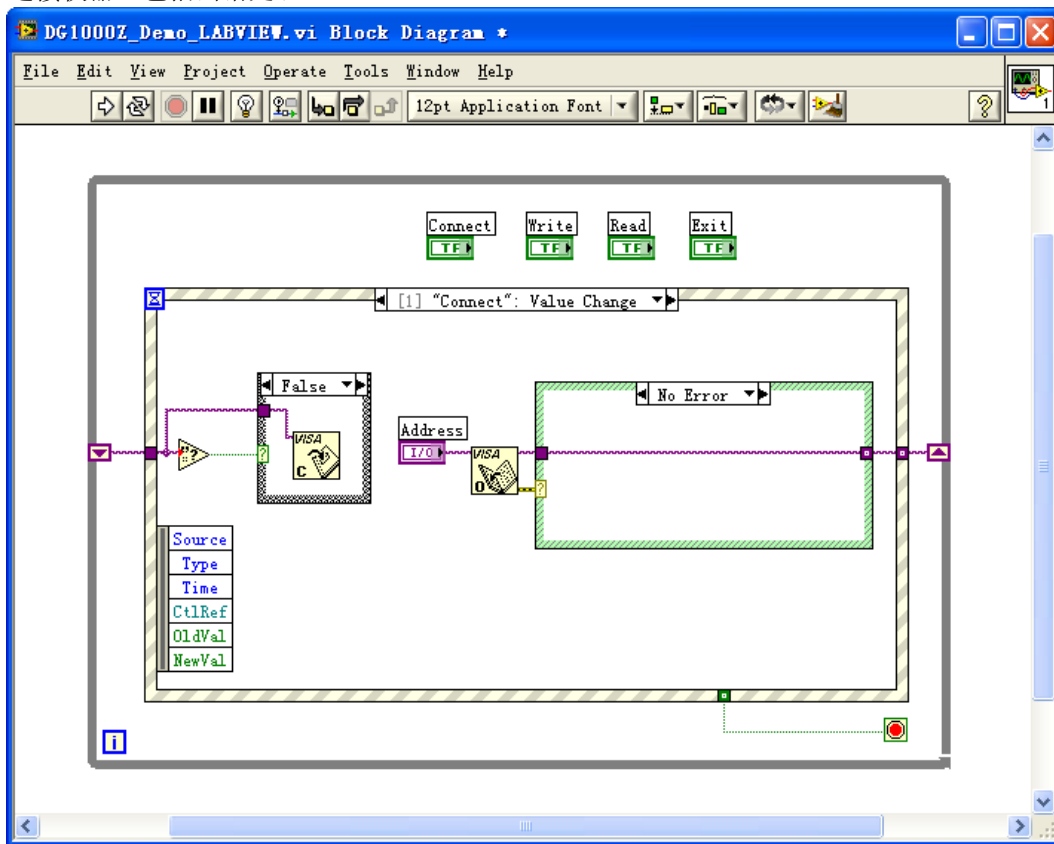 DG1000Z_Demo_LABVIEW.vi Block Diagram *
File Edit View Project Operate Tools Window Help
12pt Application Font
?
1
Connect Write Read Exit
TF TF TF TF
[1] "Connect": Value Change
False
No Error
Address
I/O
VISA
C
VISA
O
?
?
?
Source
Type
Time
CtlRef
OldVal
NewVal
i